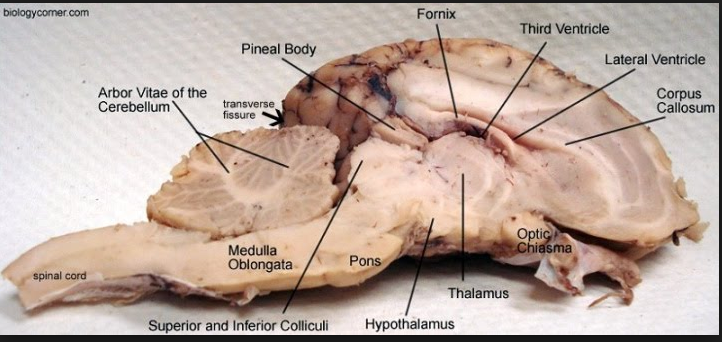 biologycorner.com
Fornix
Third Ventricle
Pineal Body
Lateral Ventricle
Arbor Vitae of the
Cerebellum
transverse
fissure
Corpus
Callosum
Medulla
Oblongata
Pons
Optic
Chiasma
spinal cord
Thalamus
Superior and Inferior Colliculi
Hypothalamus